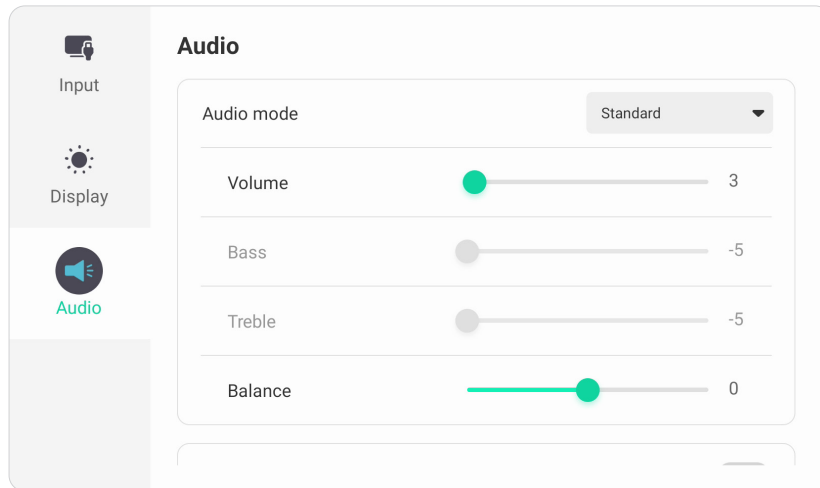 Input
Display
Audio
Audio
Audio mode
Standard
Volume
3
Bass
-5
Treble
-5
Balance
0